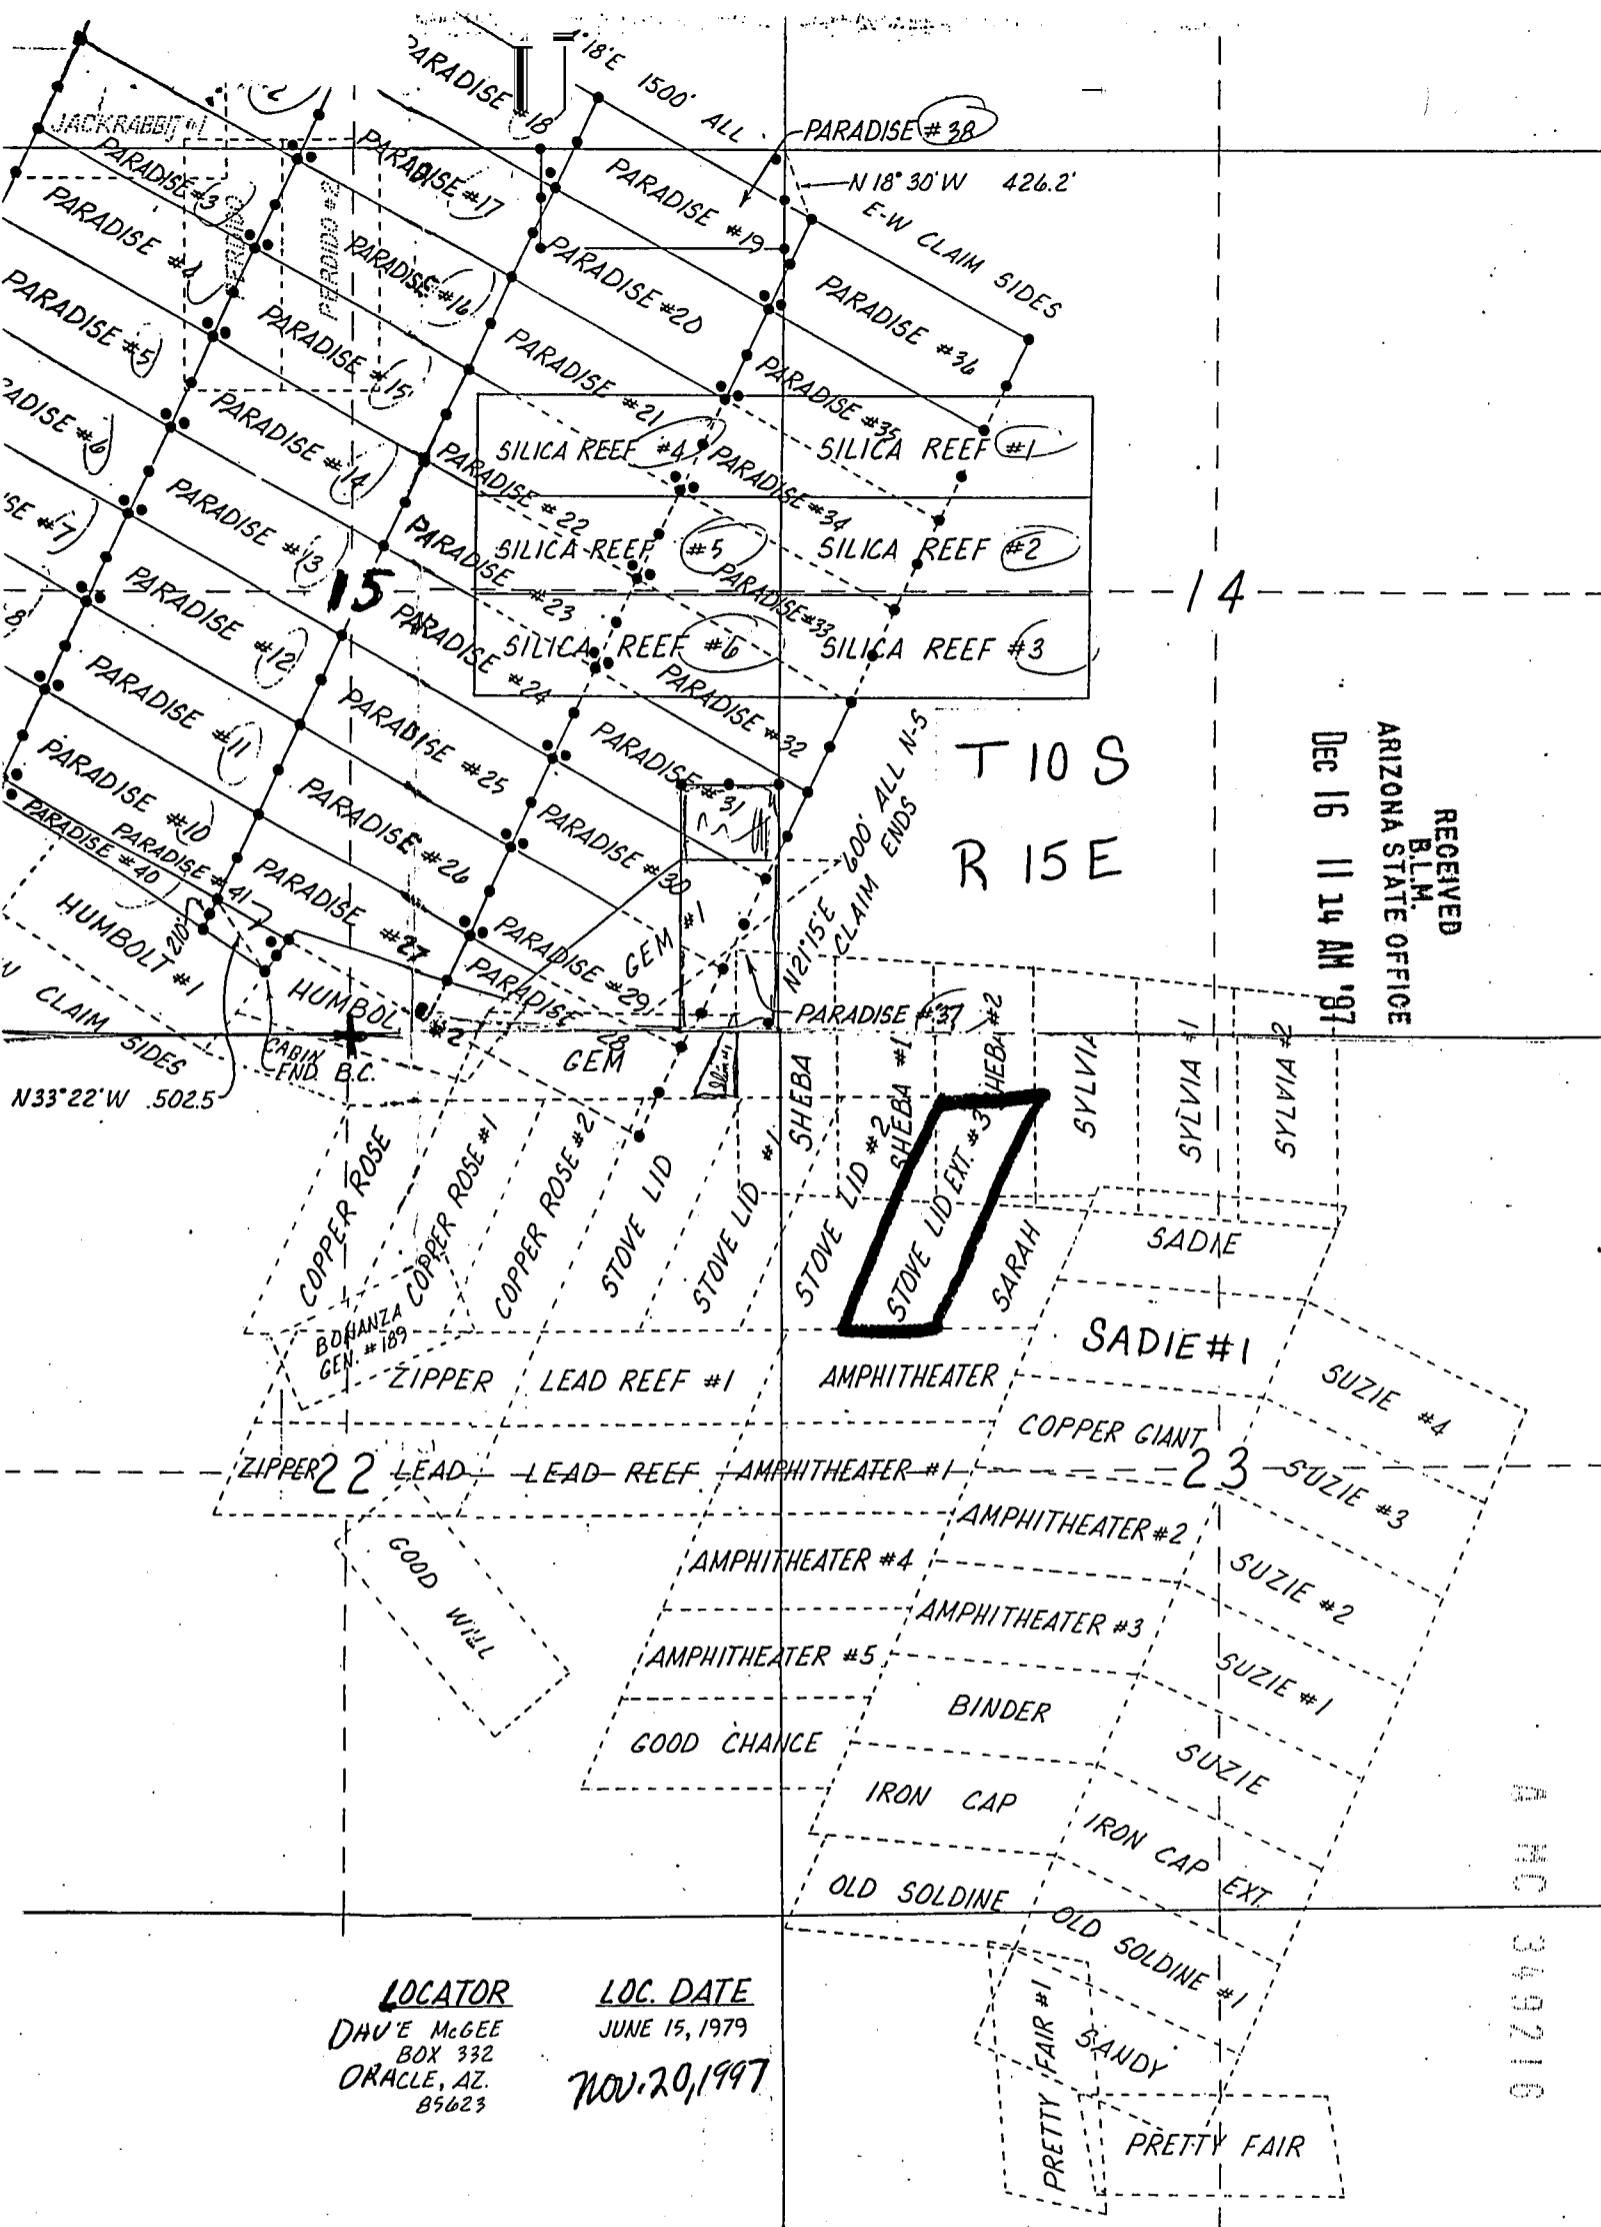 1°18'E 1500' ALL
PARADISE #18
PARADISE #38
N 18° 30' W 426.2'
E-W CLAIM SIDES
JACKRABBIT #1
PARADISE #3
PARADISE #17
PARADISE #19
PARADISE #4
PERDIDO
PERDIDO #2
PARADISE #16
PARADISE #20
PARADISE #36
PARADISE #5
PARADISE #15
PARADISE #21
PARADISE #35
ADISE #6
PARADISE #14
SILICA REEF #4
SILICA REEF #1
PARADISE #22
PARADISE #34
SE #7
PARADISE #13
SILICA REEF #5
SILICA REEF #2
PARADISE #23
PARADISE #33
15
14
8
PARADISE #12
PARADISE #24
SILICA REEF #6
SILICA REEF #3
PARADISE #11
PARADISE #25
PARADISE #32
PARADISE #31
PARADISE #10
PARADISE #26
PARADISE #30
T 10 S
R 15 E
N21°15'E 600' ALL N-S
CLAIM ENDS
RECEIVED
B.L.M.
ARIZONA STATE OFFICE
DEC 16 11 14 AM '97
PARADISE #41
PARADISE #40
PARADISE #27
PARADISE #29
GEM #1
HUMBOLT #1
210'
HUMBOL #2
PARADISE 28
PARADISE #37
W CLAIM SIDES
CABIN
END. B.C.
GEM
N33°22'W 502.5
SHEBA
SHEBA #1
SHEBA #2
SYLVIA
SYLVIA #1
SYLVIA #2
COPPER ROSE
COPPER ROSE #1
COPPER ROSE #2
STOVE LID
STOVE LID #1
STOVE LID #2
STOVE LID EXT. #3
SARAH
SADIE
SADIE #1
BONANZA
GEN. #189
ZIPPER
LEAD REEF #1
AMPHITHEATER
SUZIE #4
COPPER GIANT
ZIPPER LEAD
22
LEAD REEF
AMPHITHEATER #1
23
SUZIE #3
GOOD WILL
AMPHITHEATER #2
AMPHITHEATER #4
SUZIE #2
AMPHITHEATER #3
AMPHITHEATER #5
SUZIE #1
BINDER
GOOD CHANCE
SUZIE
IRON CAP
IRON CAP EXT.
OLD SOLDINE
OLD SOLDINE #1
SANDY
PRETTY FAIR #1
PRETTY FAIR
A MC 349216
LOCATOR
DAVE McGEE
BOX 332
ORACLE, AZ.
85623
LOC. DATE
JUNE 15, 1979
NOV. 20, 1997